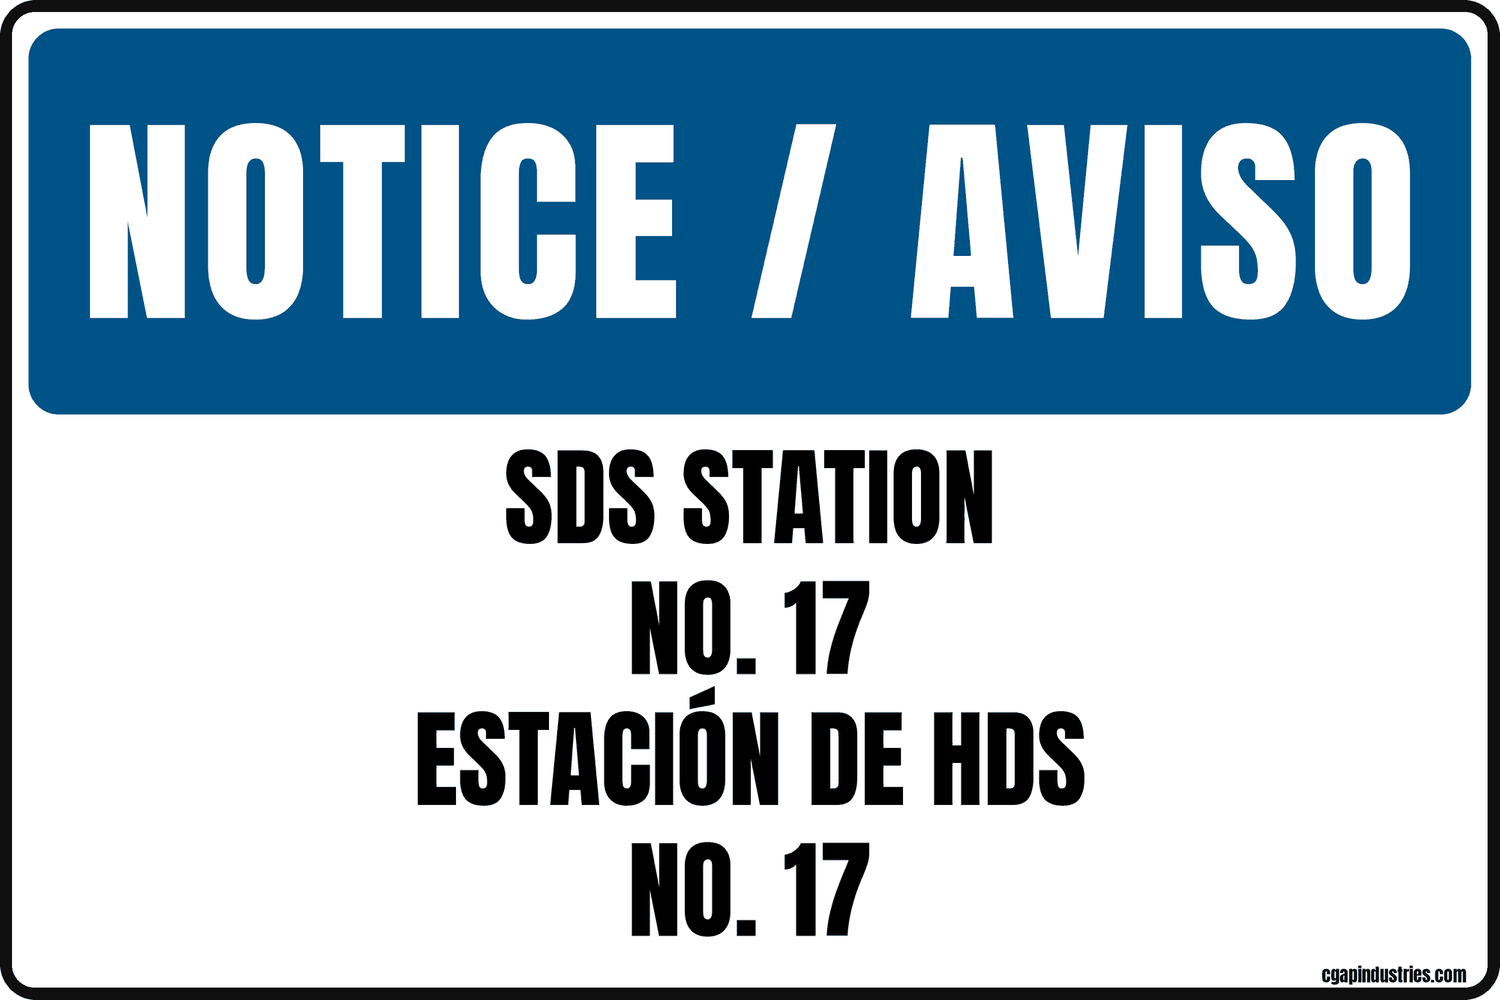 NOTICE / AVISO
SDS STATION
NO. 17
ESTACIÓN DE HDS
NO. 17
cgapindustries.com